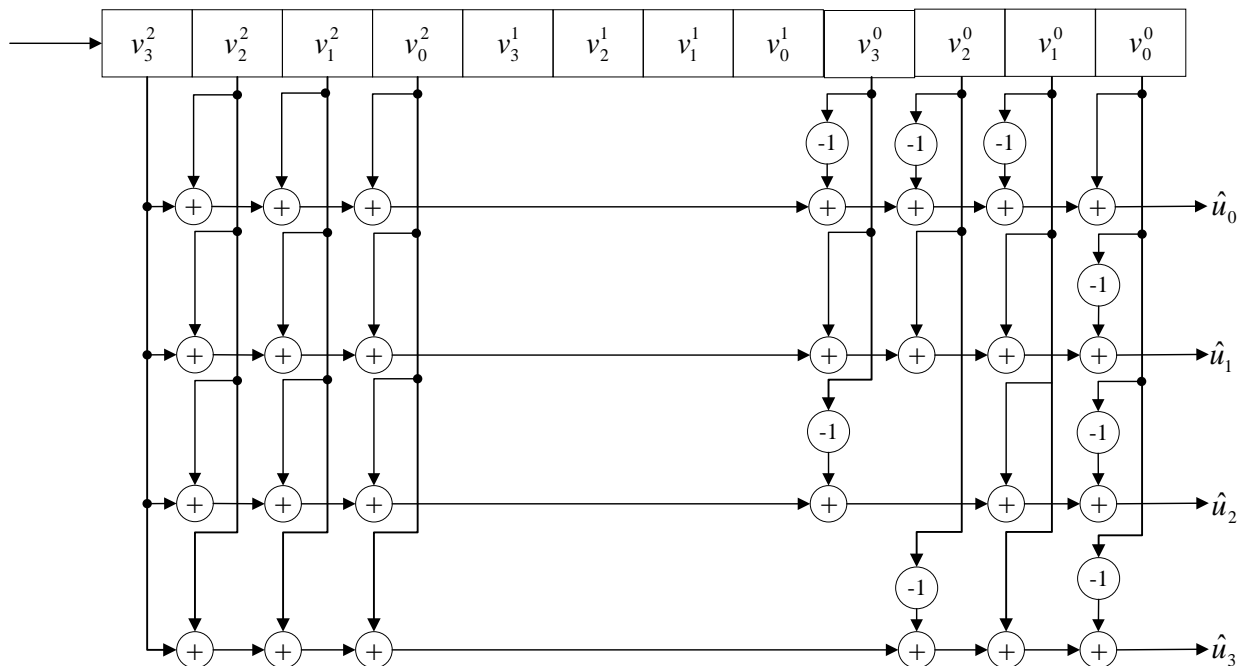 v_3^2 v_2^2 v_1^2 v_0^2 v_3^1 v_2^1 v_1^1 v_0^1 v_3^0 v_2^0 v_1^0 v_0^0
-1 -1 -1
+ + + + + + + û_0
-1
+ + + + + + + û_1
-1 -1
+ + + + + + û_2
-1 -1
+ + + + + + û_3